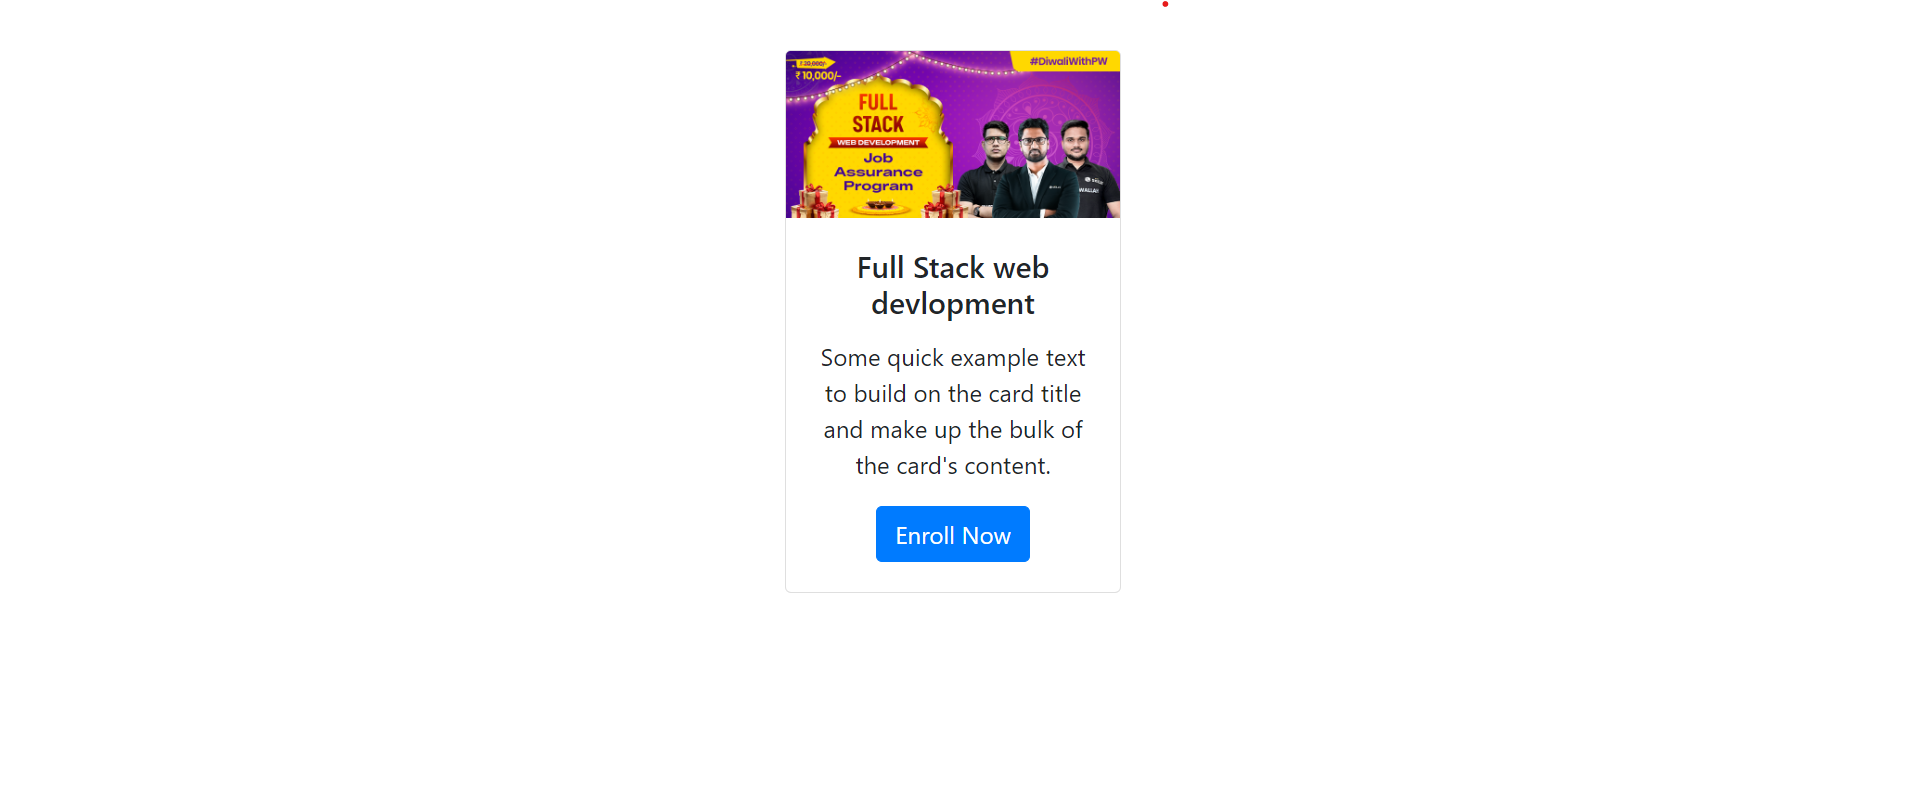 ₹ 20,000/-
₹ 10,000/-
#DiwaliWithPW
FULL
STACK
WEB DEVELOPMENT
Job
Assurance
Program
WALLAH
Full Stack web
devlopment
Some quick example text
to build on the card title
and make up the bulk of
the card's content.
Enroll Now